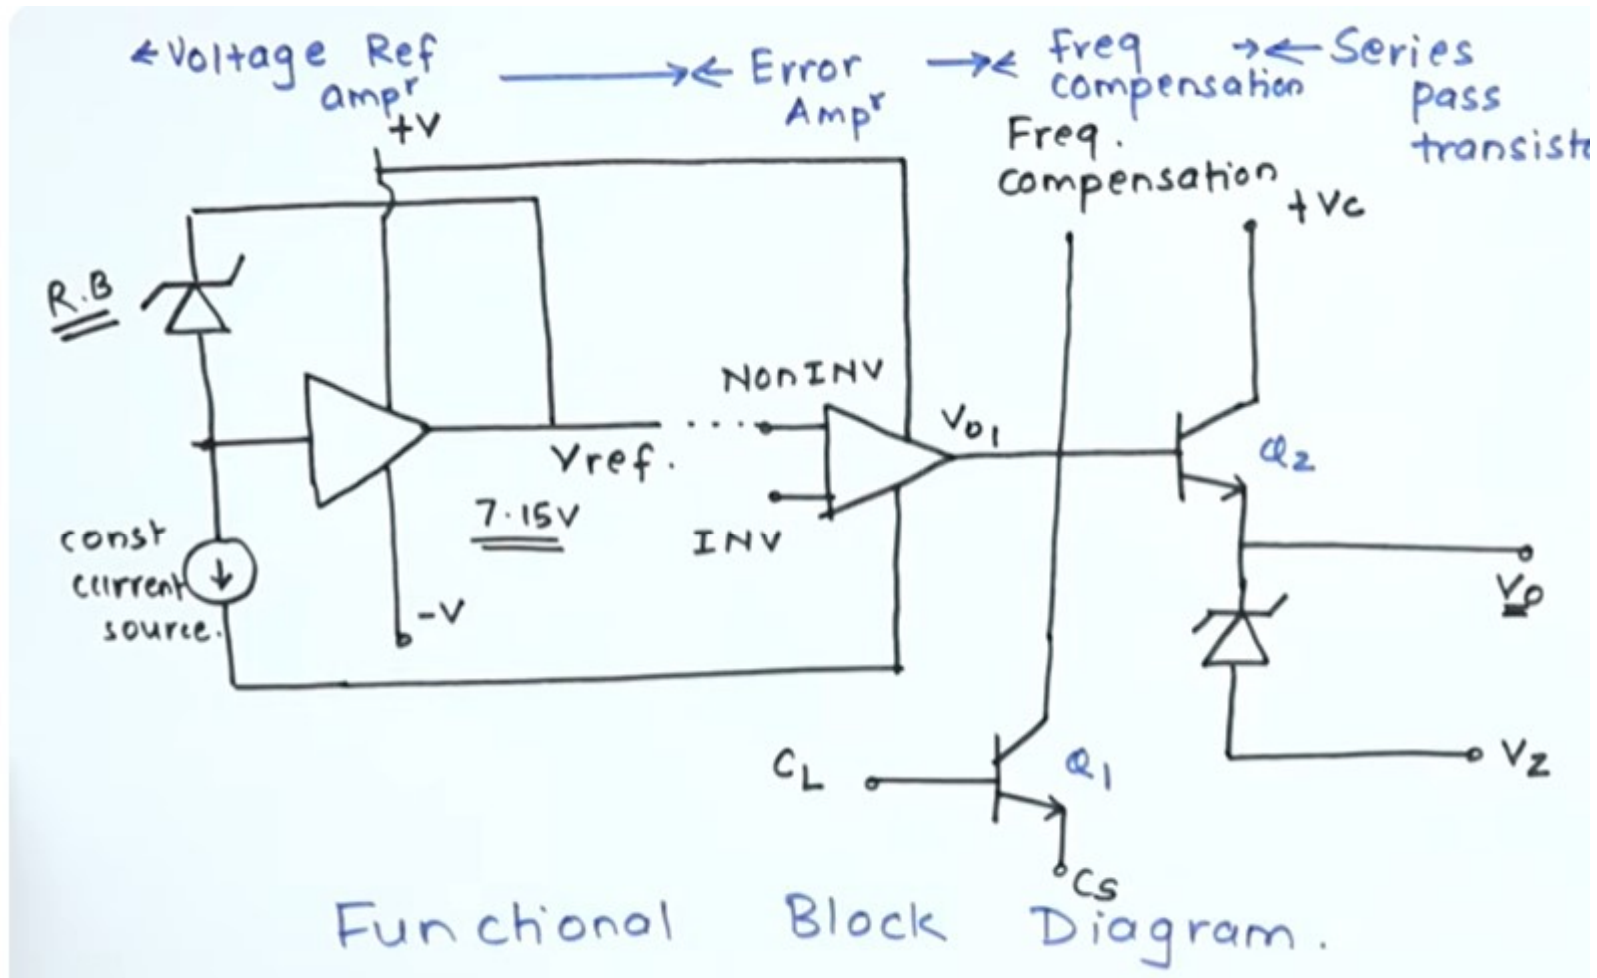 ←Voltage Ref
ampʳ
Error
Ampʳ
Freq
compensation
Series
pass
transist
+V
Freq.
compensation
+Vc
R.B
NonINV
Vref.
7.15V
INV
V01
Q2
const
current
source.
-V
Vo
CL
Q1
Vz
Cs
Functional Block Diagram.